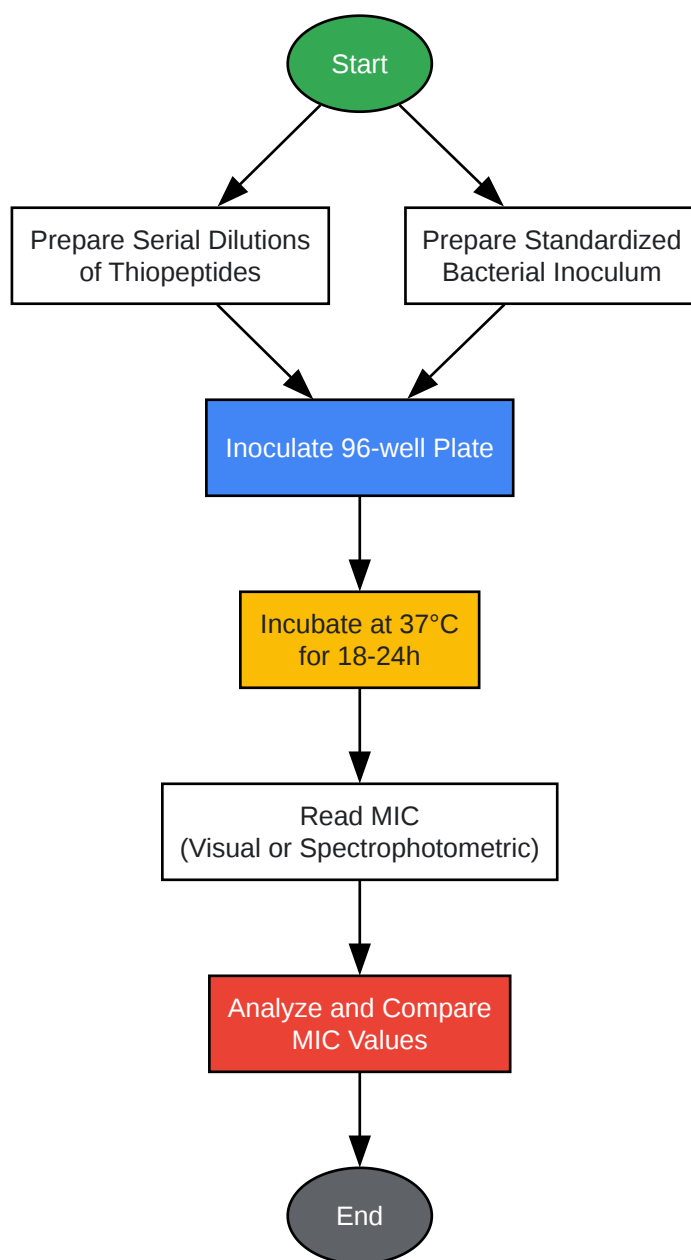 Start
Prepare Serial Dilutions
of Thiopeptides
Prepare Standardized
Bacterial Inoculum
Inoculate 96-well Plate
Incubate at 37°C
for 18-24h
Read MIC
(Visual or Spectrophotometric)
Analyze and Compare
MIC Values
End